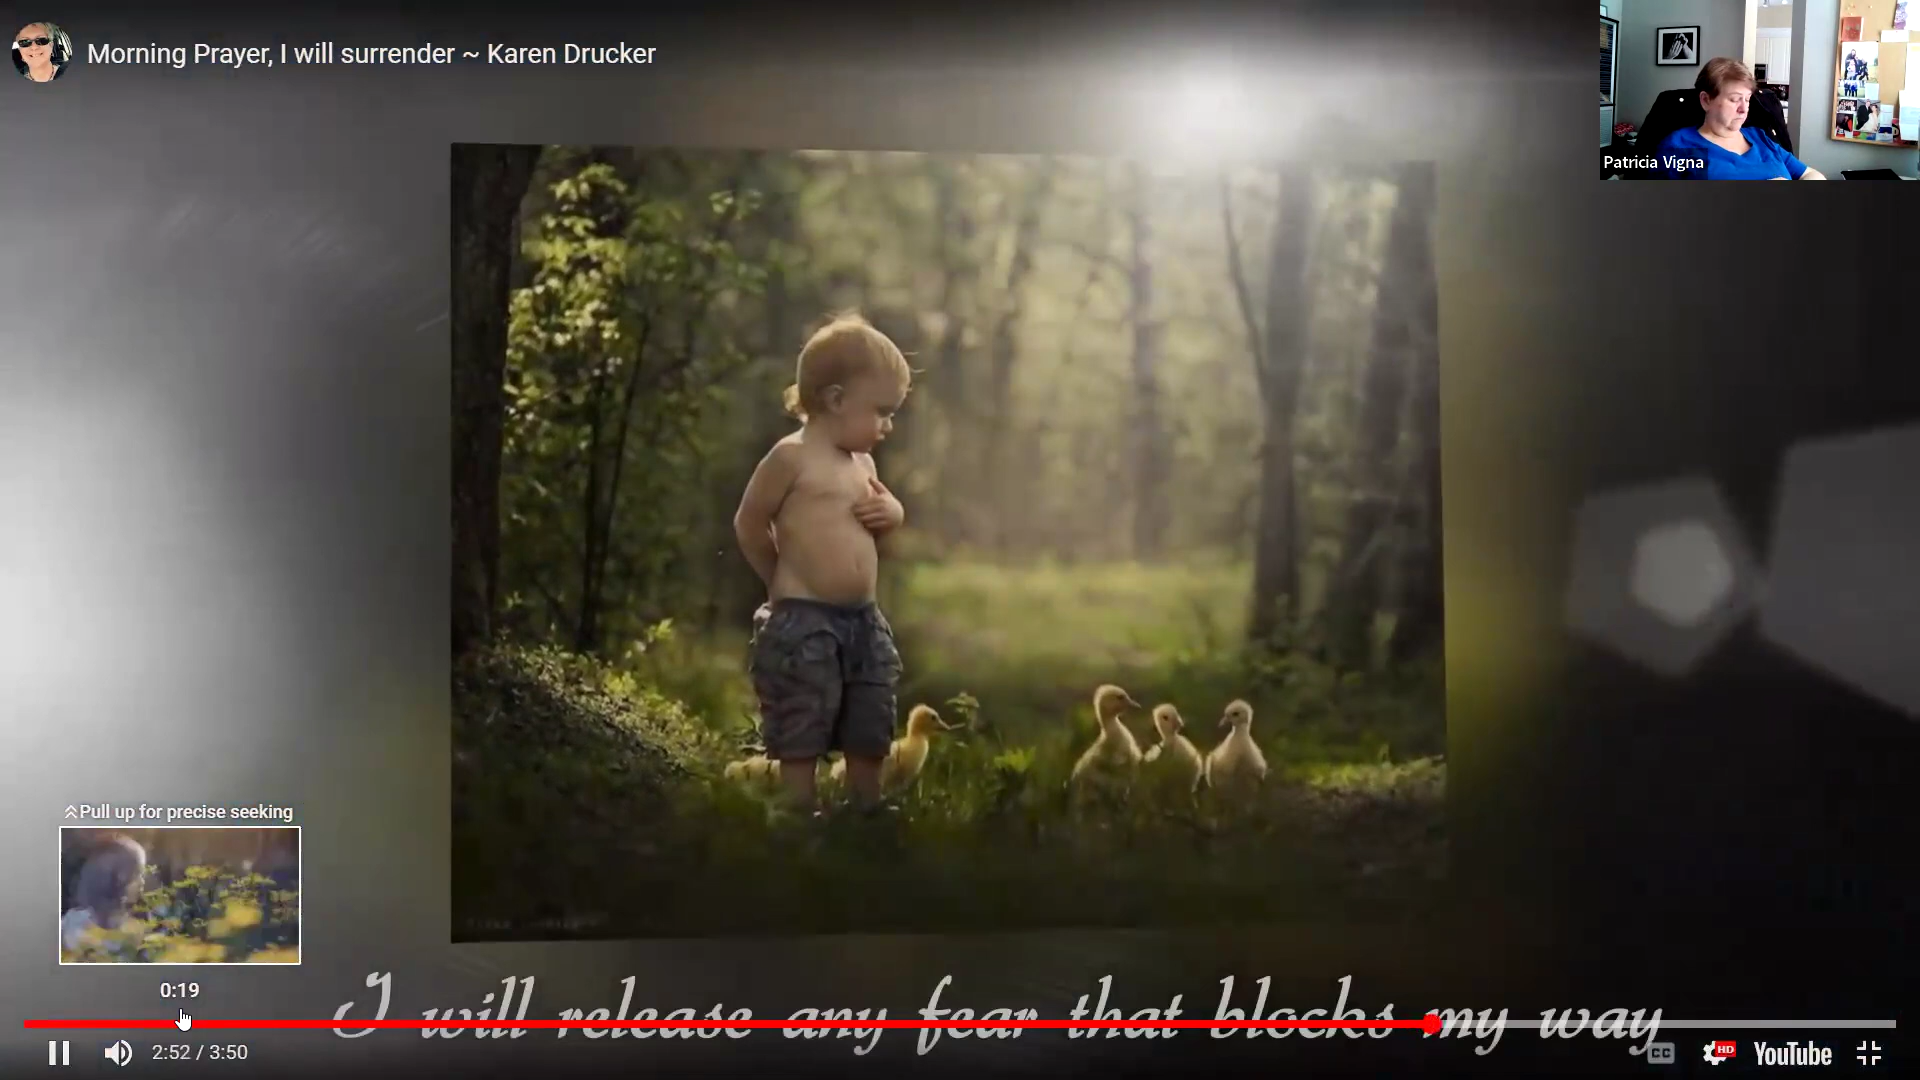 Morning Prayer, I will surrender ~ Karen Drucker
Patricia Vigna
Pull up for precise seeking
0:19
I will release any fear that blocks my way
2:52 / 3:50
CC
HD
YouTube